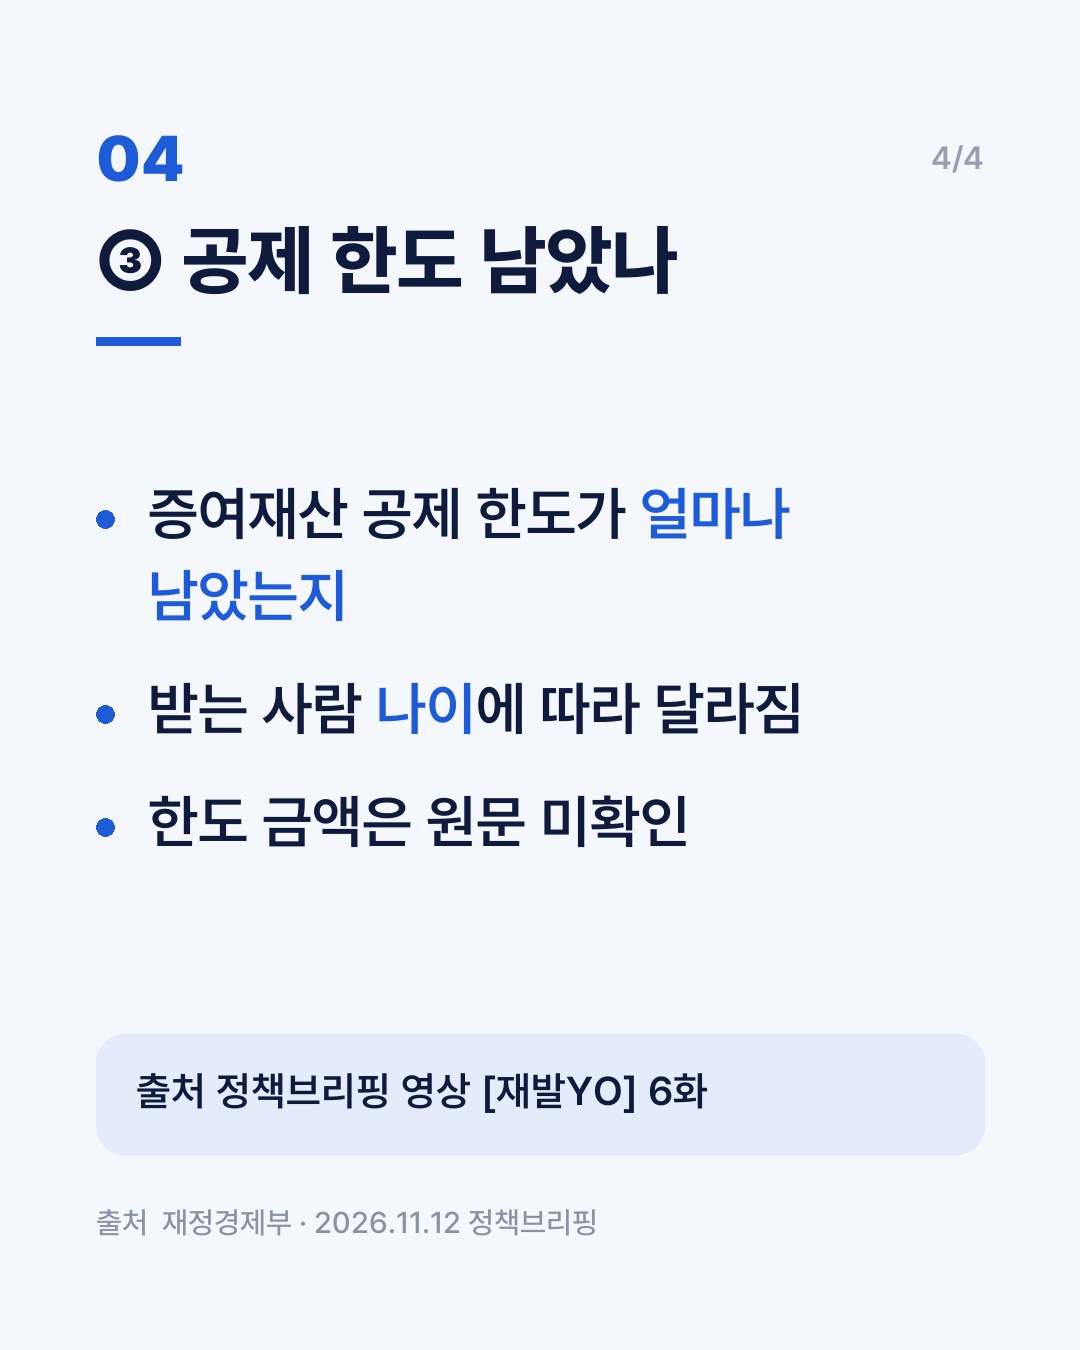 04
4/4
❸ 공제 한도 남았나
증여재산 공제 한도가 얼마나
남았는지
받는 사람 나이에 따라 달라짐
한도 금액은 원문 미확인
출처 정책브리핑 영상 [재발YO] 6화
출처 재정경제부 · 2026.11.12 정책브리핑